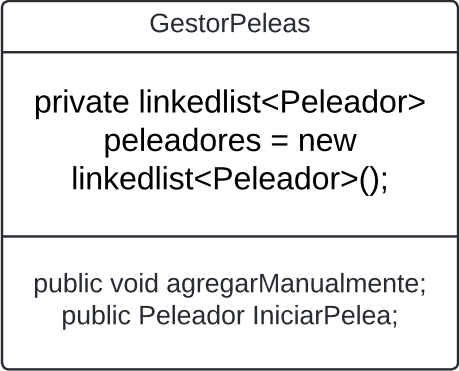 GestorPeleas
private linkedlist<Peleador>
peleadores = new
linkedlist<Peleador>();
public void agregarManualmente;
public Peleador IniciarPelea;